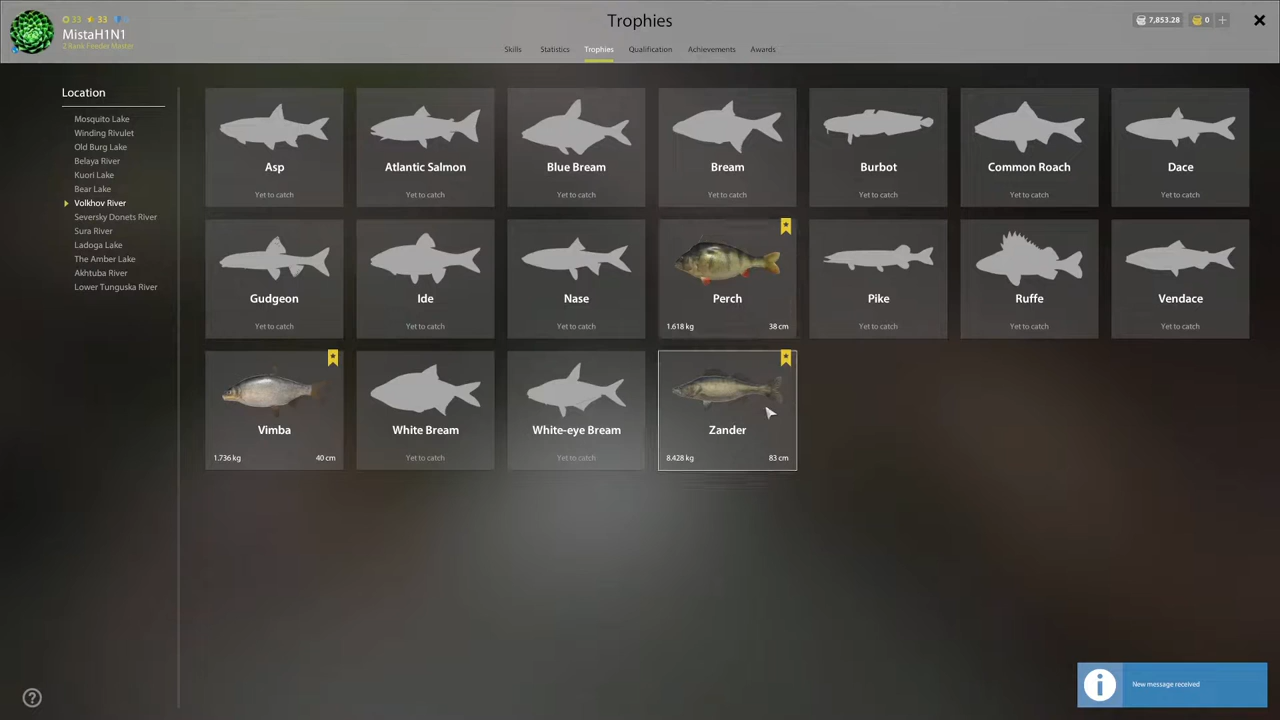 33 33
MistaH1N1
2 Rank Feeder Master
Trophies
7,853.28 0
Skills Statistics Trophies Qualification Achievements Awards
Location
Mosquito Lake
Winding Rivulet
Old Burg Lake
Belaya River
Kuori Lake
Bear Lake
Volkhov River
Seversky Donets River
Sura River
Ladoga Lake
The Amber Lake
Akhtuba River
Lower Tunguska River
Asp Atlantic Salmon Blue Bream Bream Burbot Common Roach Dace
Yet to catch Yet to catch Yet to catch Yet to catch Yet to catch Yet to catch Yet to catch
Gudgeon Ide Nase Perch Pike Ruffe Vendace
Yet to catch Yet to catch Yet to catch 1.618 kg 38 cm Yet to catch Yet to catch Yet to catch
Vimba White Bream White-eye Bream Zander
1.736 kg 40 cm Yet to catch Yet to catch 8.428 kg 83 cm
New message received